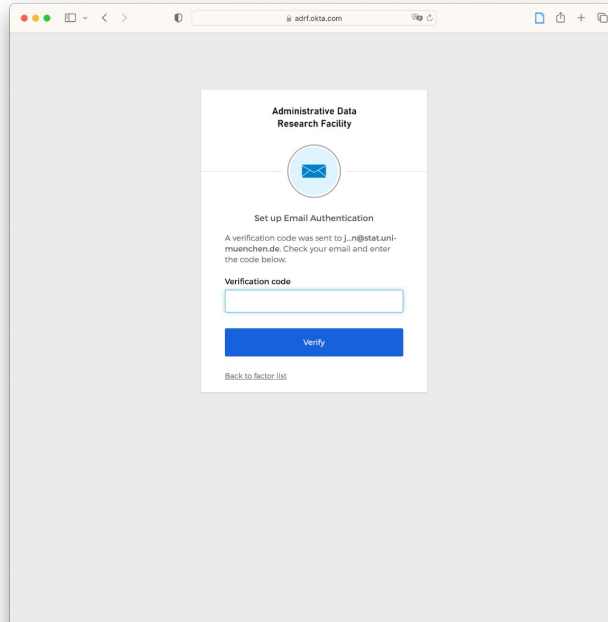 adrf.okta.com
Administrative Data
Research Facility
Set up Email Authentication
A verification code was sent to j...n@stat.uni-
muenchen.de. Check your email and enter
the code below.
Verification code
Verify
Back to factor list